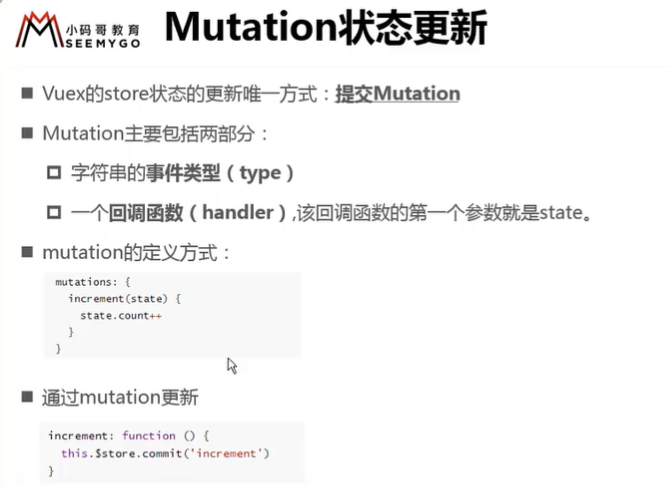 小码哥教育
SEEMYGO
Mutation状态更新
Vuex的store状态的更新唯一方式：提交Mutation
Mutation主要包括两部分：
字符串的事件类型（type）
一个回调函数（handler）,该回调函数的第一个参数就是state。
mutation的定义方式：
mutations: {
increment(state) {
state.count++
}
}
通过mutation更新
increment: function () {
this.$store.commit('increment')
}